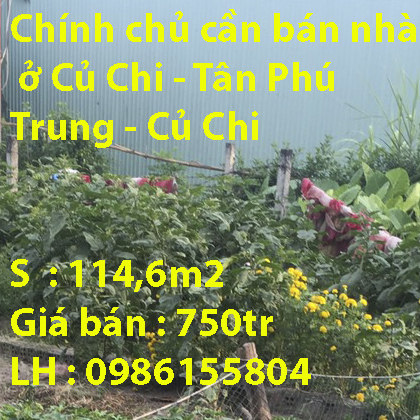 Chính chủ cần bán nhà
ở Củ Chi - Tân Phú
Trung - Củ Chi
S : 114,6m2
Giá bán : 750tr
LH : 0986155804